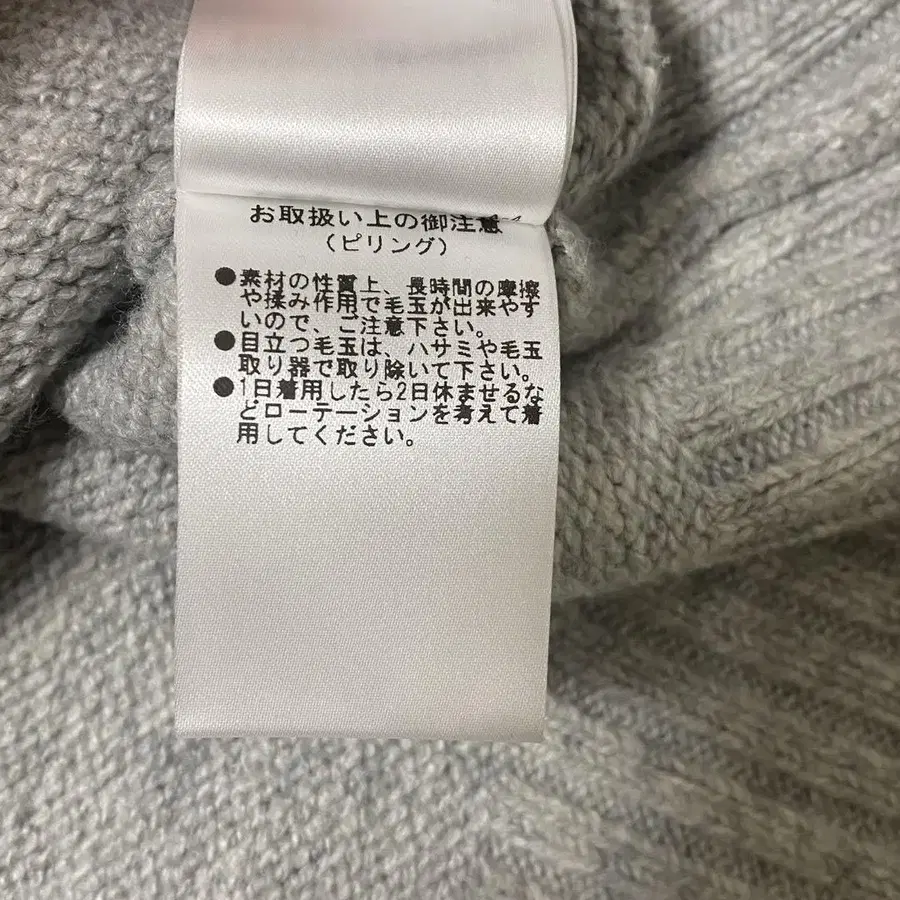 お取扱い上の御注意
（ピリング）
●素材の性質上、長時間の摩擦
や揉み作用で毛玉が出来やす
いので、ご注意下さい。
●目立つ毛玉は、ハサミや毛玉
取り器で取り除いて下さい。
●1日着用したら2日休ませるな
どローテーションを考えて着
用してください。